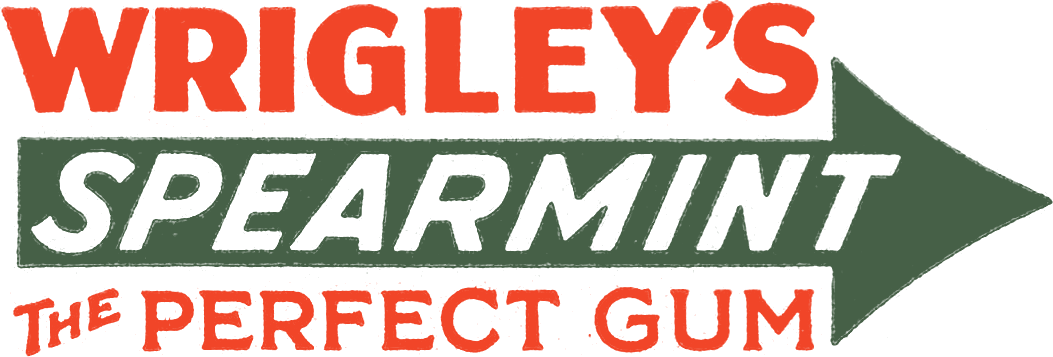 WRIGLEY'S
SPEARMINT
THE PERFECT GUM